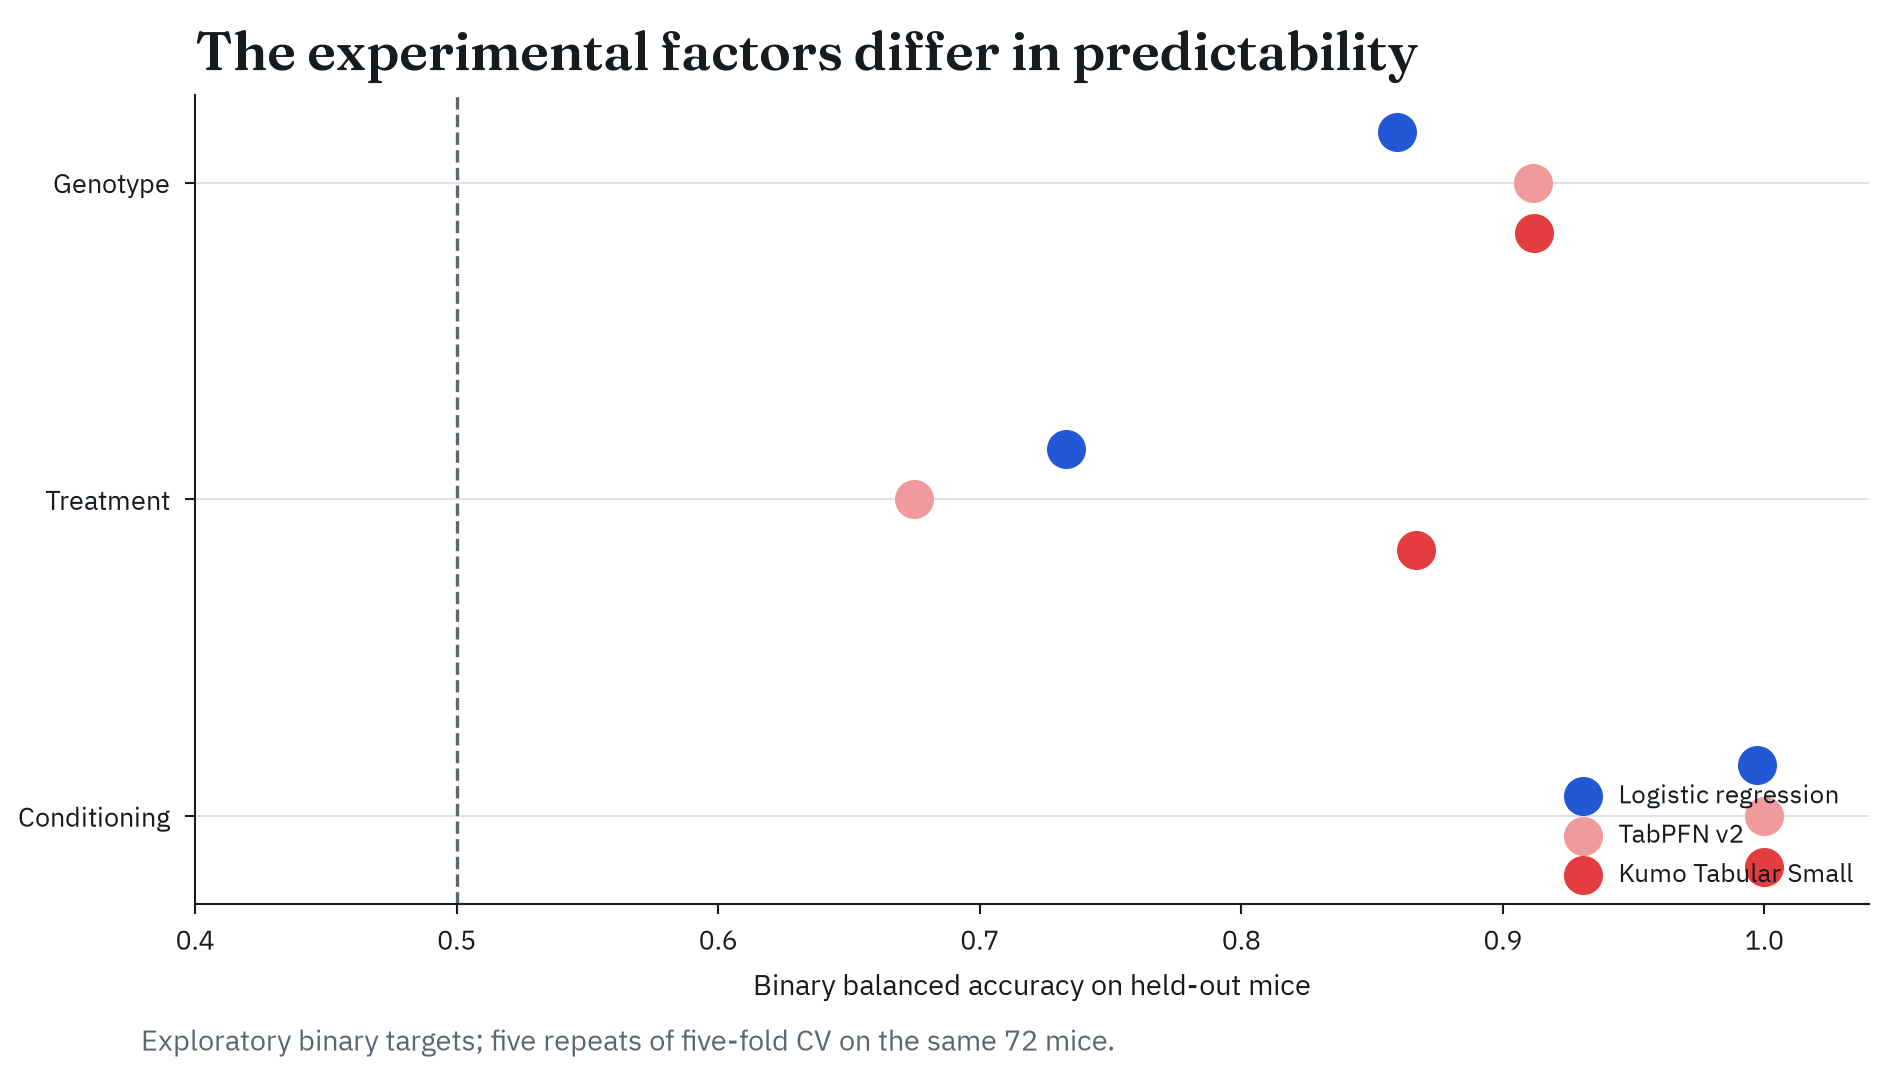 The experimental factors differ in predictability
Genotype
Treatment
Conditioning
Logistic regression
TabPFN v2
Kumo Tabular Small
0.4 0.5 0.6 0.7 0.8 0.9 1.0
Binary balanced accuracy on held-out mice
Exploratory binary targets; five repeats of five-fold CV on the same 72 mice.